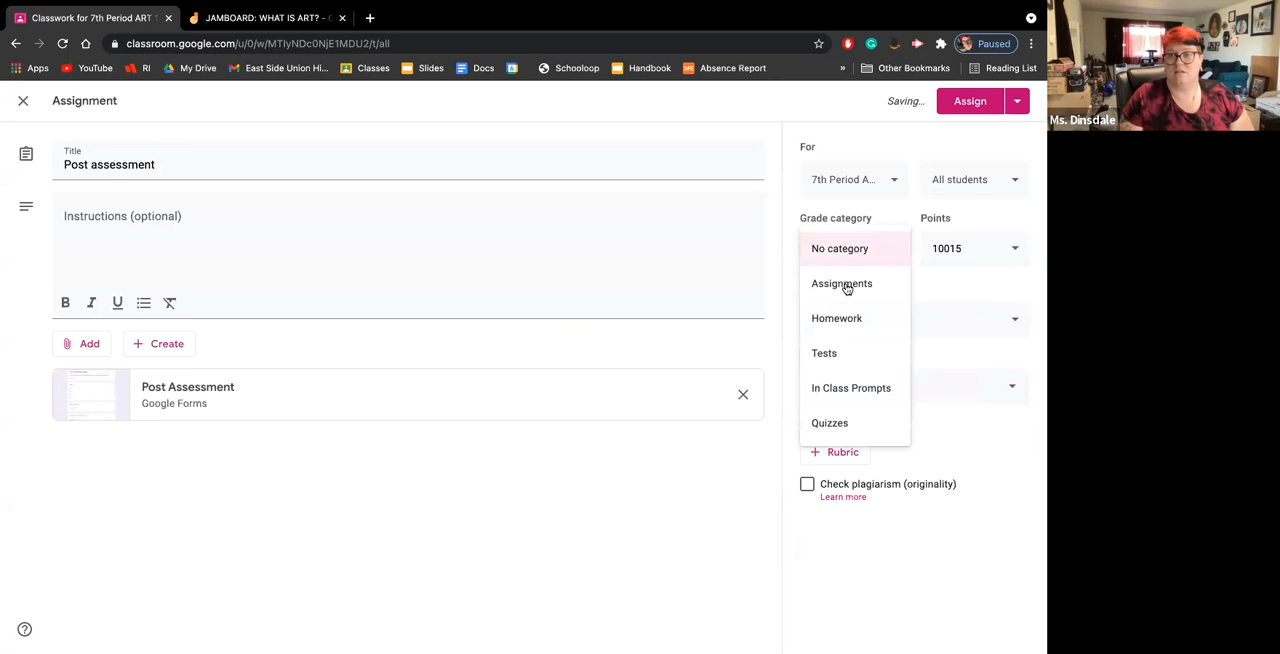 Classwork for 7th Period ART 1
JAMBOARD: WHAT IS ART? - G
classroom.google.com/u/0/w/MTIyNDc0NjE1MDU2/t/all
Paused
Apps
YouTube
RI
My Drive
East Side Union Hi...
Classes
Slides
Docs
Schooloop
Handbook
Absence Report
»
Other Bookmarks
Reading List
Ms. Dinsdale
Assignment
Saving...
Assign
Title
Post assessment
Instructions (optional)
B I U
Add
Create
Post Assessment
Google Forms
For
7th Period A...
All students
Grade category
Points
No category
10015
Assignments
Homework
Tests
In Class Prompts
Quizzes
+ Rubric
Check plagiarism (originality)
Learn more